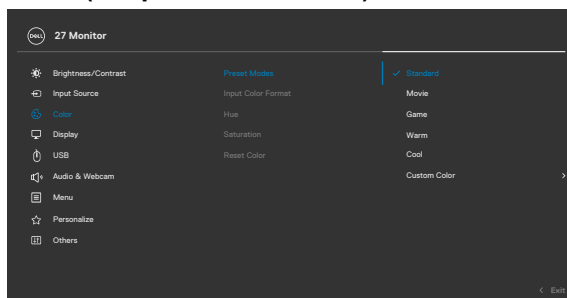 DELL 27 Monitor
Brightness/Contrast Preset Modes Standard
Input Source Input Color Format Movie
Color Hue Game
Display Saturation Warm
USB Reset Color Cool
Audio & Webcam Custom Color
Menu
Personalize
Others
Exit